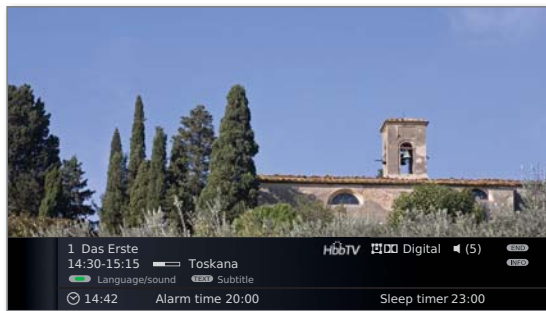 1 Das Erste HbbTV Digital (5) END
14:30-15:15 Toskana INFO
Language/sound TEXT Subtitle
14:42 Alarm time 20:00 Sleep timer 23:00